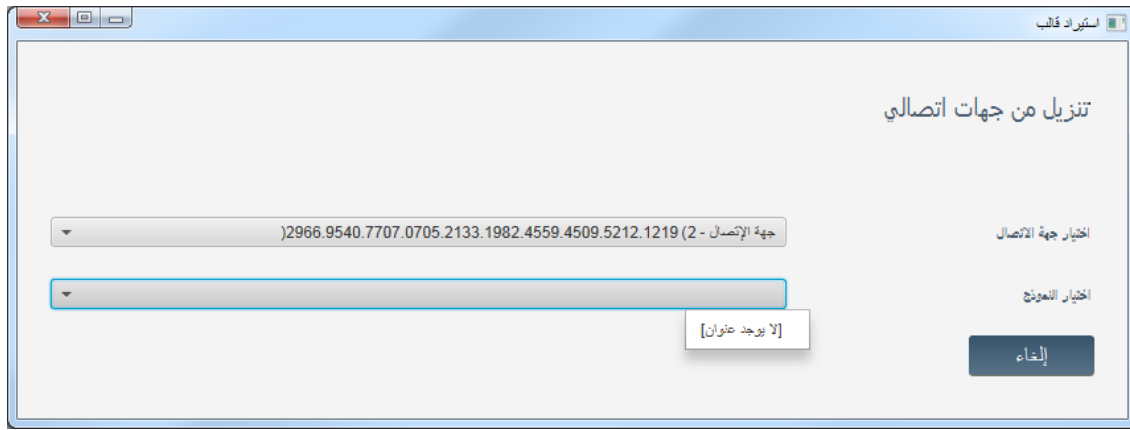 استيراد قالب
تنزيل من جهات اتصالي
اختيار جهة الاتصال
جهة الإتصال - 2) 2966.9540.7707.0705.2133.1982.4559.4509.5212.1219(
اختيار النموذج
[لا يوجد عنوان]
إلغاء